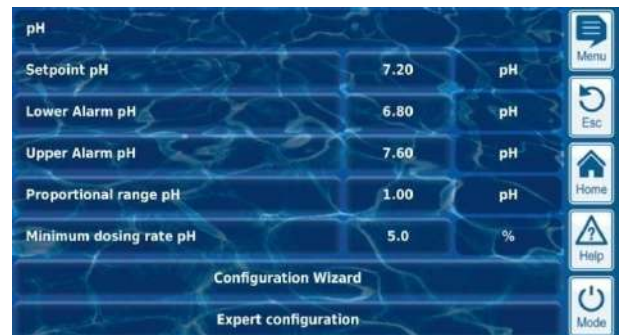 pH
Setpoint pH 7.20 pH
Lower Alarm pH 6.80 pH
Upper Alarm pH 7.60 pH
Proportional range pH 1.00 pH
Minimum dosing rate pH 5.0 %
Configuration Wizard
Expert configuration
Menu
Esc
Home
Help
Mode